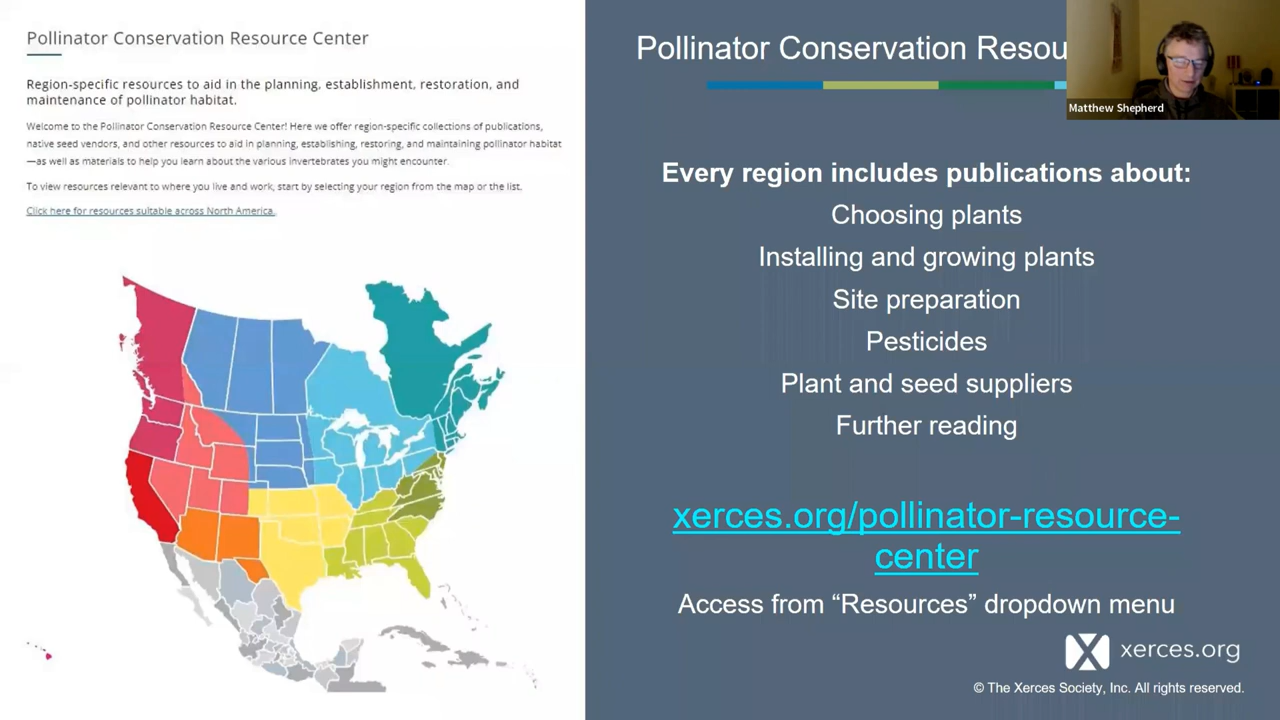 Pollinator Conservation Resource Center
Region-specific resources to aid in the planning, establishment, restoration, and
maintenance of pollinator habitat.
Welcome to the Pollinator Conservation Resource Center! Here we offer region-specific collections of publications,
native seed vendors, and other resources to aid in planning, establishing, restoring, and maintaining pollinator habitat
—as well as materials to help you learn about the various invertebrates you might encounter.
To view resources relevant to where you live and work, start by selecting your region from the map or the list.
Click here for resources suitable across North America.
Pollinator Conservation Resou
Matthew Shepherd
Every region includes publications about:
Choosing plants
Installing and growing plants
Site preparation
Pesticides
Plant and seed suppliers
Further reading
xerces.org/pollinator-resource-
center
Access from “Resources” dropdown menu
xerces.org
© The Xerces Society, Inc. All rights reserved.